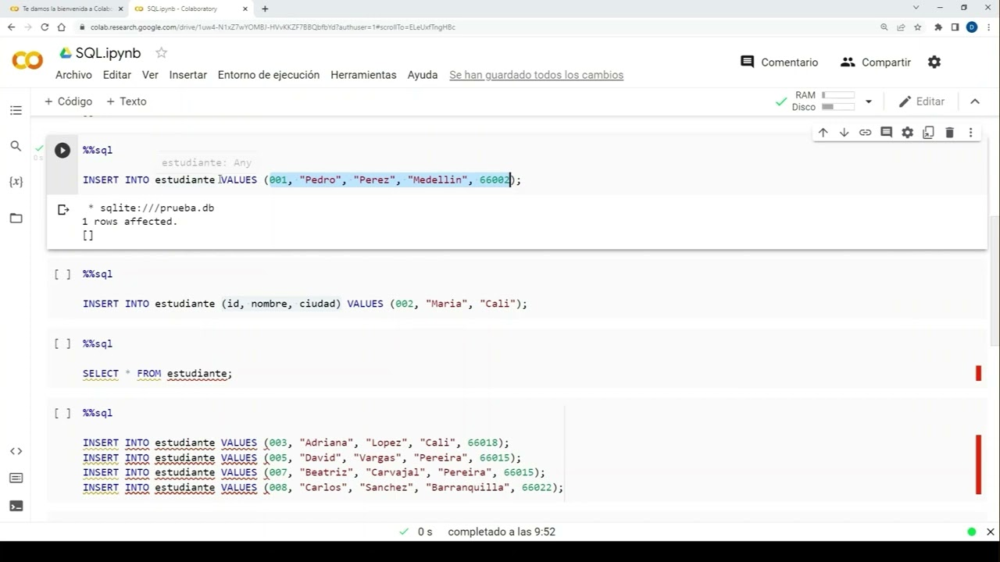 Te damos la bienvenida a Colabo
SQL.ipynb - Colaboratory
colab.research.google.com/drive/1uw4-N1xZ7wYOMBJ-HVvKKZF7BBQbfbYd?authuser=1#scrollTo=ELeUxfTngHBc
D
SQL.ipynb
Comentario
Compartir
Archivo Editar Ver Insertar Entorno de ejecución Herramientas Ayuda Se han guardado todos los cambios
+ Código + Texto
RAM
Disco
Editar
%%sql
0 s
estudiante: Any
INSERT INTO estudiante VALUES (001, "Pedro", "Perez", "Medellin", 66002);
* sqlite:///prueba.db
1 rows affected.
[]
[ ] %%sql
INSERT INTO estudiante (id, nombre, ciudad) VALUES (002, "Maria", "Cali");
[ ] %%sql
SELECT * FROM estudiante;
[ ] %%sql
INSERT INTO estudiante VALUES (003, "Adriana", "Lopez", "Cali", 66018);
INSERT INTO estudiante VALUES (005, "David", "Vargas", "Pereira", 66015);
INSERT INTO estudiante VALUES (007, "Beatriz", "Carvajal", "Pereira", 66015);
INSERT INTO estudiante VALUES (008, "Carlos", "Sanchez", "Barranquilla", 66022);
0 s completado a las 9:52